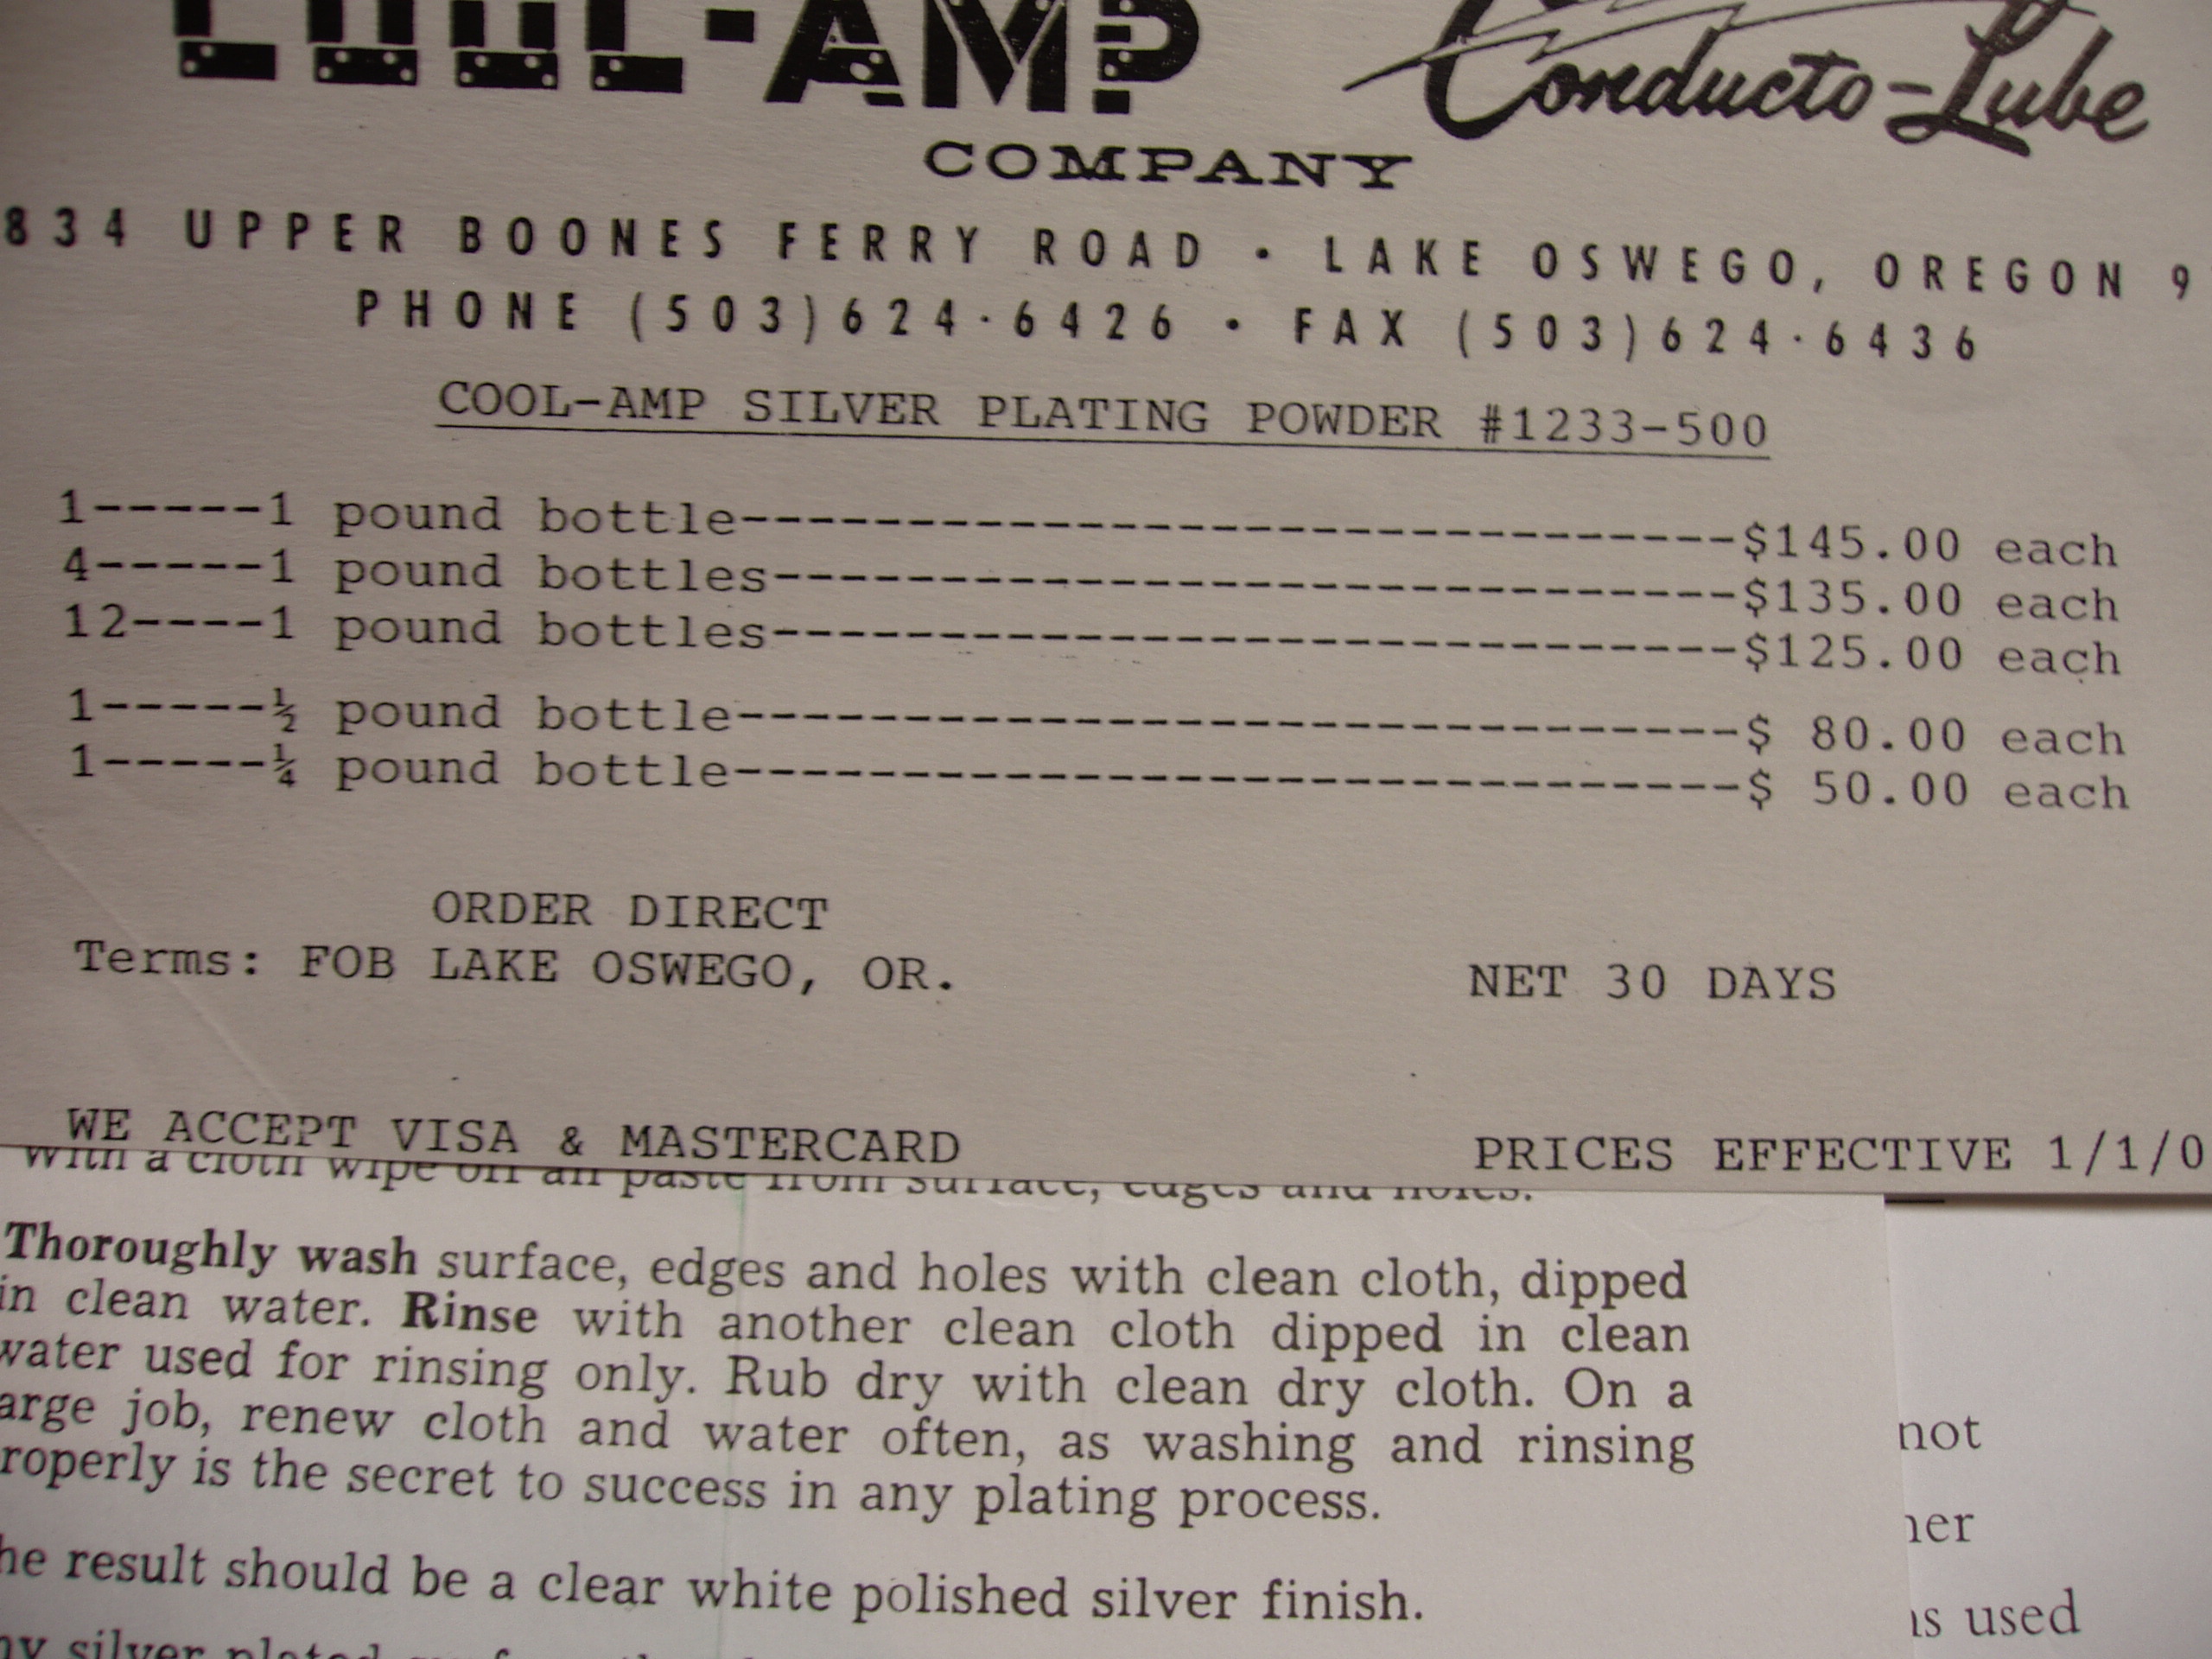 COOL-AMP
Conducto-Lube
COMPANY
834 UPPER BOONES FERRY ROAD • LAKE OSWEGO, OREGON 9
PHONE (503)624·6426 • FAX (503)624·6436
COOL-AMP SILVER PLATING POWDER #1233-500
1-----1 pound bottle------------------------------$145.00 each
4-----1 pound bottles-----------------------------$135.00 each
12----1 pound bottles-----------------------------$125.00 each
1-----½ pound bottle------------------------------$ 80.00 each
1-----¼ pound bottle------------------------------$ 50.00 each
ORDER DIRECT
Terms: FOB LAKE OSWEGO, OR. NET 30 DAYS
WE ACCEPT VISA & MASTERCARD PRICES EFFECTIVE 1/1/0
With a cloth wipe off all paste from surface, edges and holes.
Thoroughly wash surface, edges and holes with clean cloth, dipped
in clean water. Rinse with another clean cloth dipped in clean
water used for rinsing only. Rub dry with clean dry cloth. On a
arge job, renew cloth and water often, as washing and rinsing
roperly is the secret to success in any plating process.
he result should be a clear white polished silver finish.
ny silver plated
not
her
as used